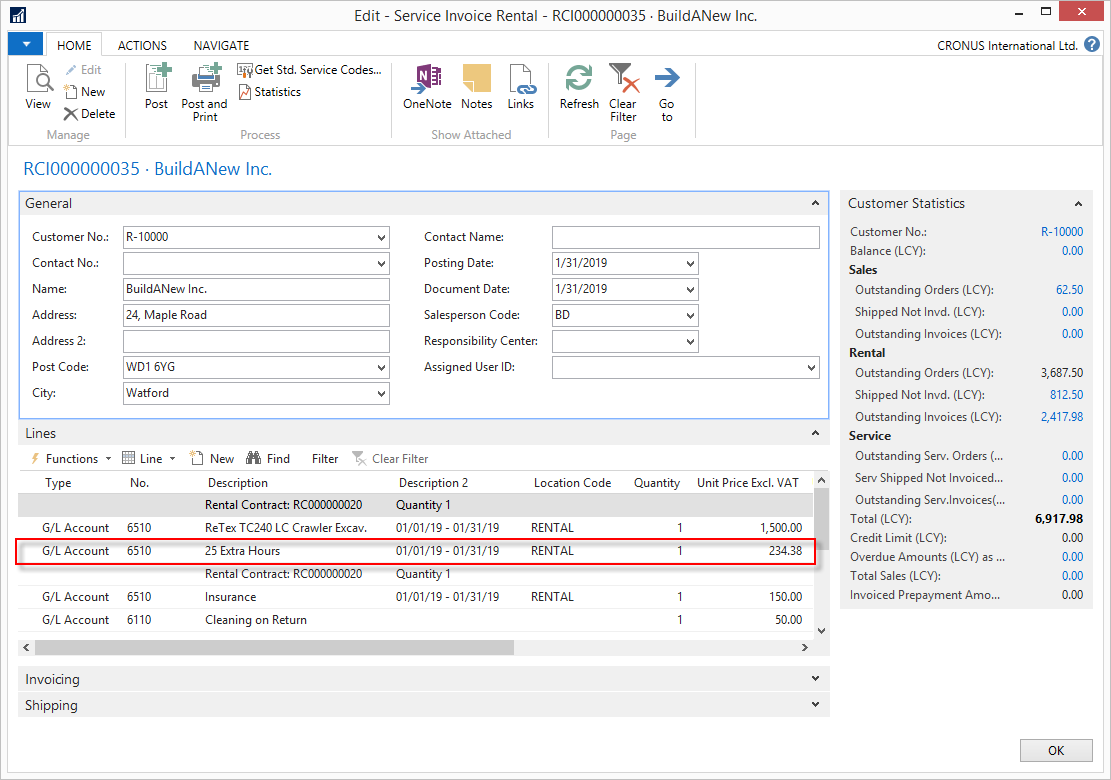 Edit - Service Invoice Rental - RCI000000035 · BuildANew Inc.
HOME ACTIONS NAVIGATE CRONUS International Ltd. ?
View Edit New Delete
Manage
Post Post and Print Get Std. Service Codes... Statistics
Process
OneNote Notes Links
Show Attached
Refresh Clear Filter Go to
Page
RCI000000035 · BuildANew Inc.
General
Customer No.: R-10000
Contact No.:
Name: BuildANew Inc.
Address: 24, Maple Road
Address 2:
Post Code: WD1 6YG
City: Watford
Contact Name:
Posting Date: 1/31/2019
Document Date: 1/31/2019
Salesperson Code: BD
Responsibility Center:
Assigned User ID:
Lines
Functions Line New Find Filter Clear Filter
Type No. Description Description 2 Location Code Quantity Unit Price Excl. VAT
Rental Contract: RC000000020 Quantity 1
G/L Account 6510 ReTex TC240 LC Crawler Excav. 01/01/19 - 01/31/19 RENTAL 1 1,500.00
G/L Account 6510 25 Extra Hours 01/01/19 - 01/31/19 RENTAL 1 234.38
Rental Contract: RC000000020 Quantity 1
G/L Account 6510 Insurance 01/01/19 - 01/31/19 RENTAL 1 150.00
G/L Account 6110 Cleaning on Return 1 50.00
Invoicing
Shipping
Customer Statistics
Customer No.: R-10000
Balance (LCY): 0.00
Sales
Outstanding Orders (LCY): 62.50
Shipped Not Invd. (LCY): 0.00
Outstanding Invoices (LCY): 0.00
Rental
Outstanding Orders (LCY): 3,687.50
Shipped Not Invd. (LCY): 812.50
Outstanding Invoices (LCY): 2,417.98
Service
Outstanding Serv. Orders (... 0.00
Serv Shipped Not Invoiced... 0.00
Outstanding Serv.Invoices(... 0.00
Total (LCY): 6,917.98
Credit Limit (LCY): 0.00
Overdue Amounts (LCY) as ... 0.00
Total Sales (LCY): 0.00
Invoiced Prepayment Amo... 0.00
OK